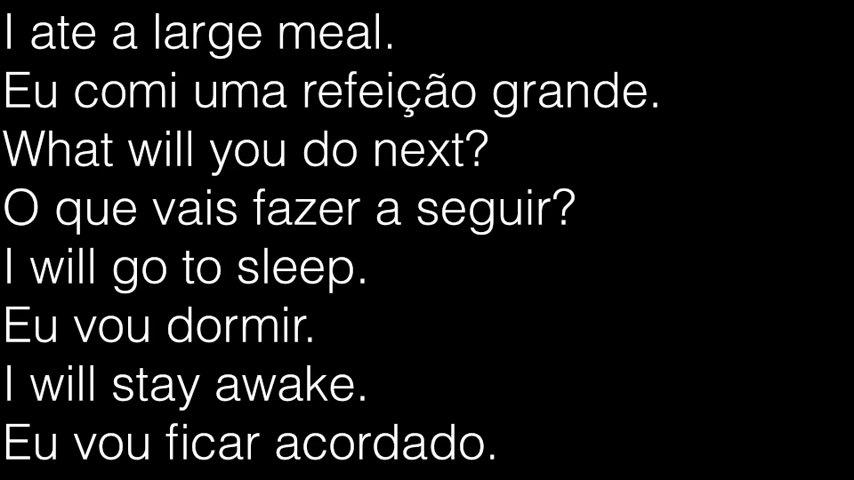 I ate a large meal.
Eu comi uma refeição grande.
What will you do next?
O que vais fazer a seguir?
I will go to sleep.
Eu vou dormir.
I will stay awake.
Eu vou ficar acordado.